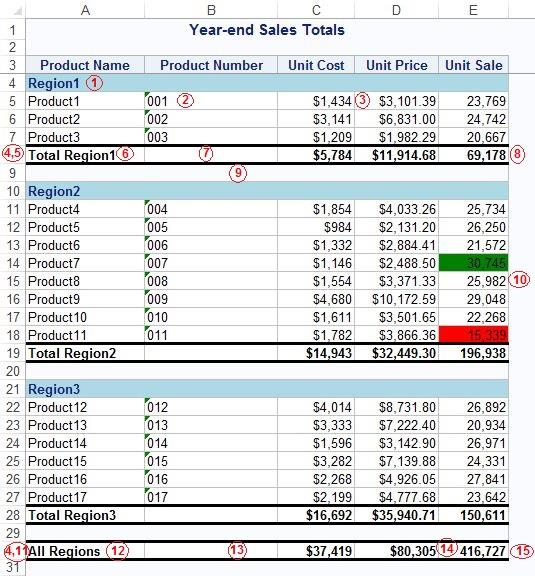 A B C D E
1 Year-end Sales Totals
2
3 Product Name Product Number Unit Cost Unit Price Unit Sale
4 Region1 1
5 Product1 001 2 $1,434 3 $3,101.39 23,769
6 Product2 002 $3,141 $6,831.00 24,742
7 Product3 003 $1,209 $1,982.29 20,667
4,5 Total Region1 6 7 $5,784 $11,914.68 69,178 8
9 9
10 Region2
11 Product4 004 $1,854 $4,033.26 25,734
12 Product5 005 $984 $2,131.20 26,250
13 Product6 006 $1,332 $2,884.41 21,572
14 Product7 007 $1,146 $2,488.50 30,745
15 Product8 008 $1,554 $3,371.33 25,982 10
16 Product9 009 $4,680 $10,172.59 29,048
17 Product10 010 $1,611 $3,501.65 22,268
18 Product11 011 $1,782 $3,866.36 15,339
19 Total Region2 $14,943 $32,449.30 196,938
20
21 Region3
22 Product12 012 $4,014 $8,731.80 26,892
23 Product13 013 $3,333 $7,222.40 20,934
24 Product14 014 $1,596 $3,142.90 26,971
25 Product15 015 $3,282 $7,139.88 24,331
26 Product16 016 $2,268 $4,926.05 27,841
27 Product17 017 $2,199 $4,777.68 23,642
28 Total Region3 $16,692 $35,940.71 150,611
29
4,11 All Regions 12 13 $37,419 $80,305 14 416,727 15
31